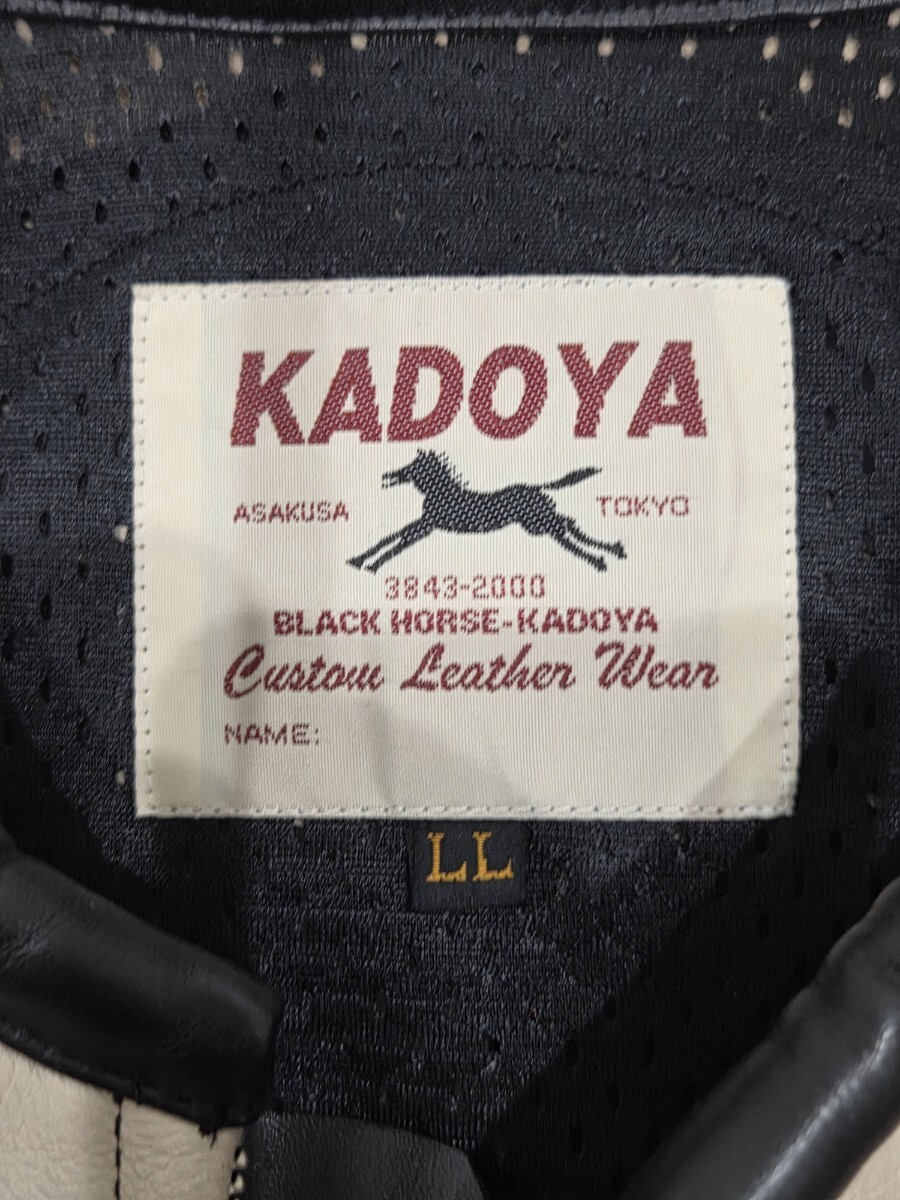 KADOYA
ASAKUSA TOKYO
3843-2000
BLACK HORSE-KADOYA
Custom Leather Wear
NAME:
LL